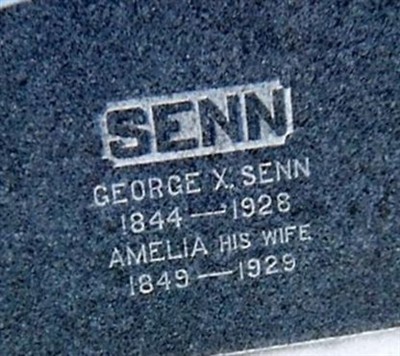 SENN
GEORGE X. SENN
1844—1928
AMELIA HIS WIFE
1849—1929